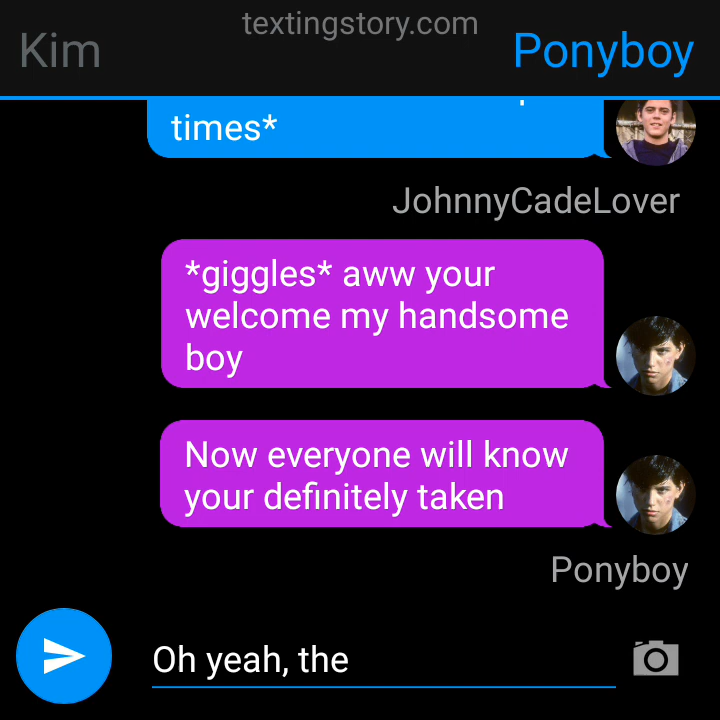 textingstory.com
Kim
Ponyboy
times*
JohnnyCadeLover
*giggles* aww your
welcome my handsome
boy
Now everyone will know
your definitely taken
Ponyboy
Oh yeah, the